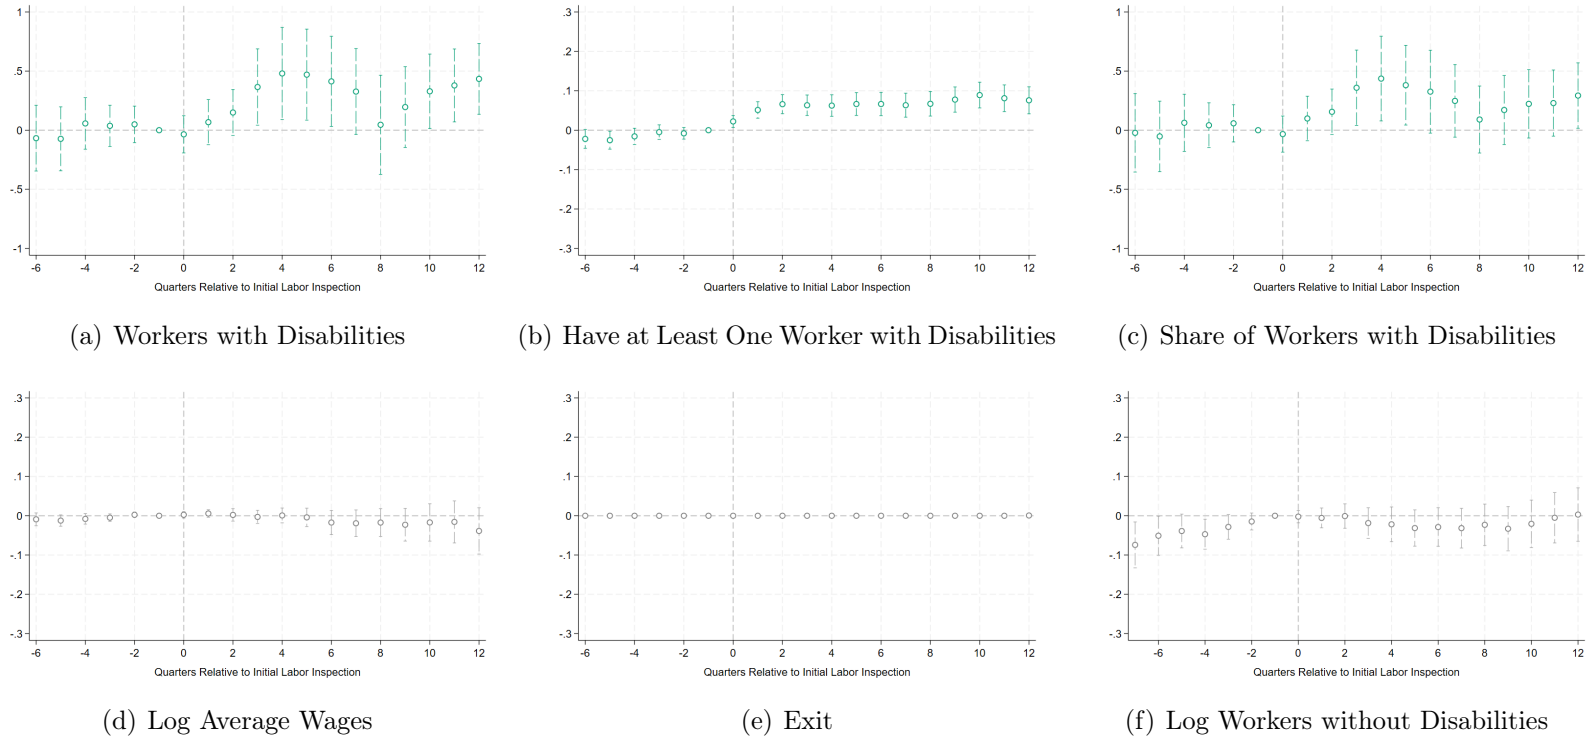 1
.5
0
-.5
-1
-6 -4 -2 0 2 4 6 8 10 12
Quarters Relative to Initial Labor Inspection
(a) Workers with Disabilities
.3
.2
.1
0
-.1
-.2
-.3
-6 -4 -2 0 2 4 6 8 10 12
Quarters Relative to Initial Labor Inspection
(b) Have at Least One Worker with Disabilities
1
.5
0
-.5
-1
-6 -4 -2 0 2 4 6 8 10 12
Quarters Relative to Initial Labor Inspection
(c) Share of Workers with Disabilities
.3
.2
.1
0
-.1
-.2
-.3
-6 -4 -2 0 2 4 6 8 10 12
Quarters Relative to Initial Labor Inspection
(d) Log Average Wages
.3
.2
.1
0
-.1
-.2
-.3
-6 -4 -2 0 2 4 6 8 10 12
Quarters Relative to Initial Labor Inspection
(e) Exit
.3
.2
.1
0
-.1
-.2
-.3
-6 -4 -2 0 2 4 6 8 10 12
Quarters Relative to Initial Labor Inspection
(f) Log Workers without Disabilities